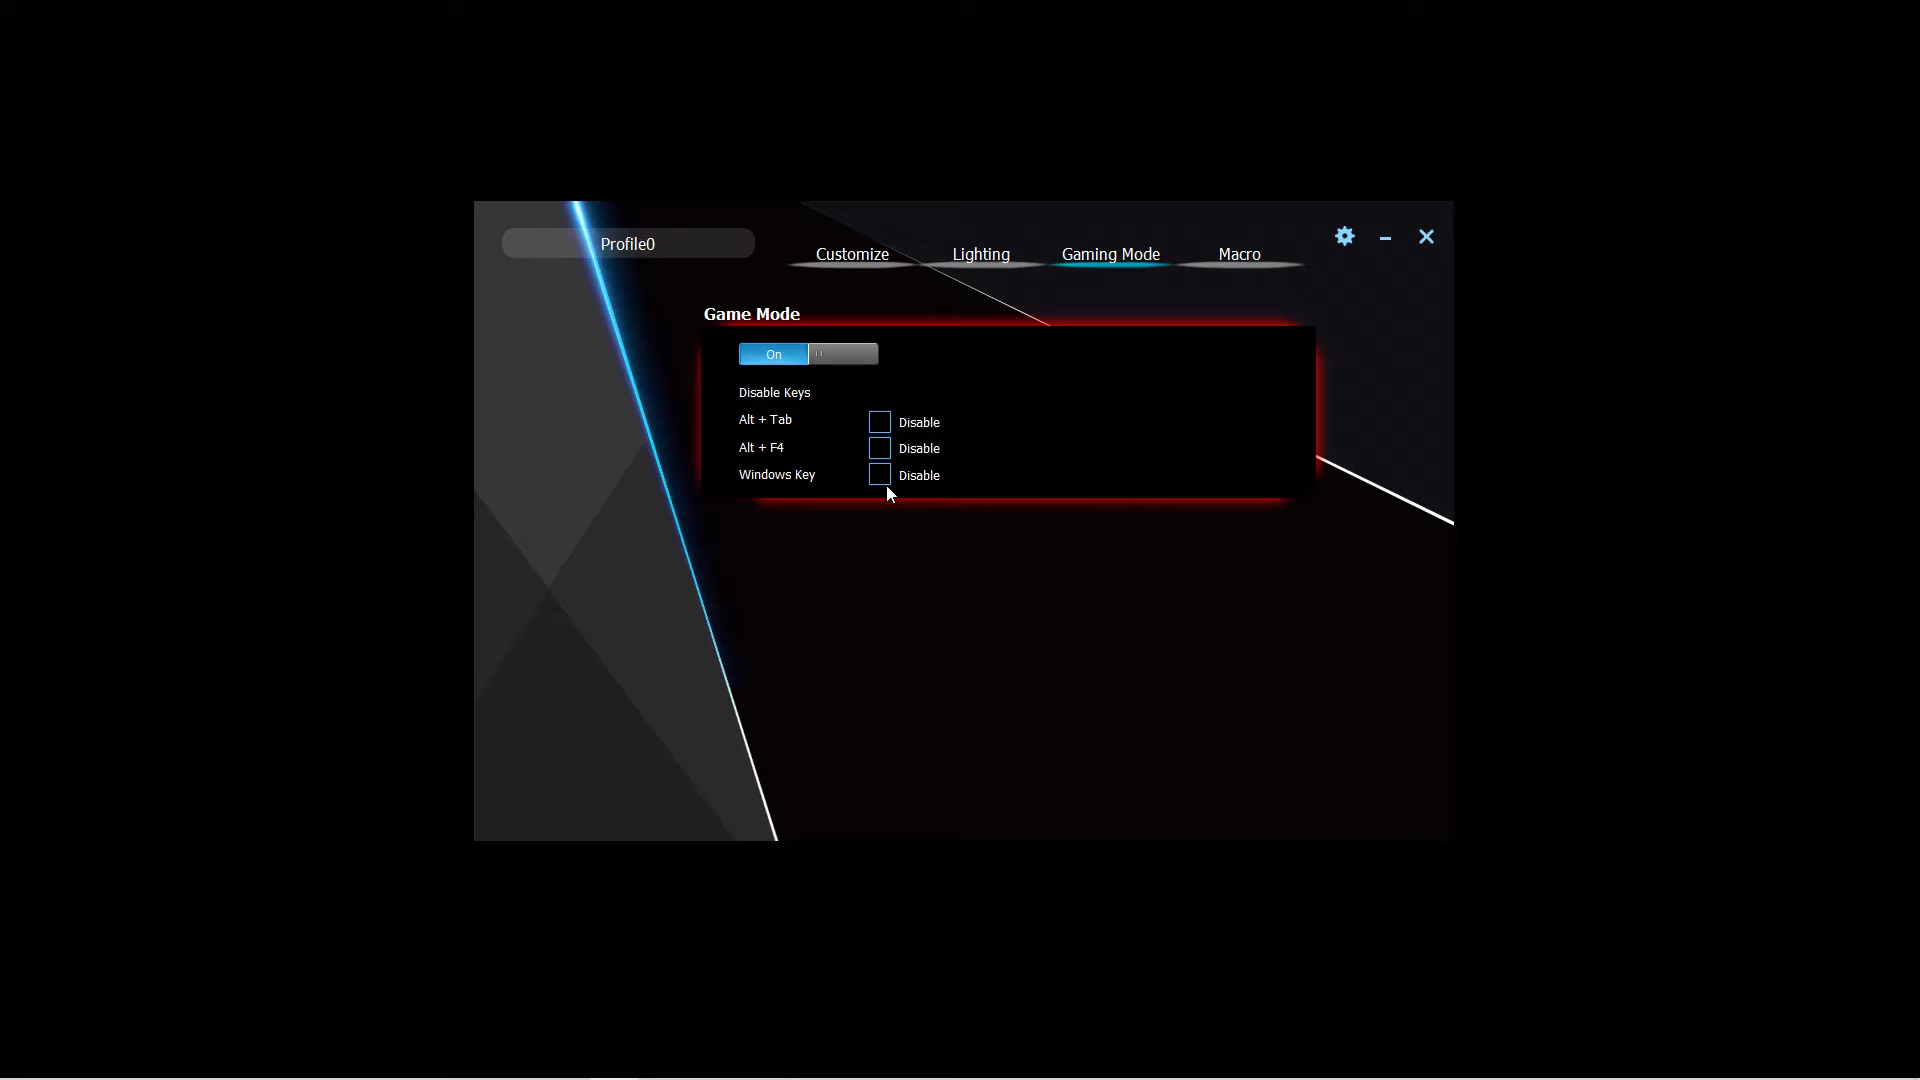 Profile0
Customize
Lighting
Gaming Mode
Macro
Game Mode
On
Disable Keys
Alt + Tab Disable
Alt + F4 Disable
Windows Key Disable